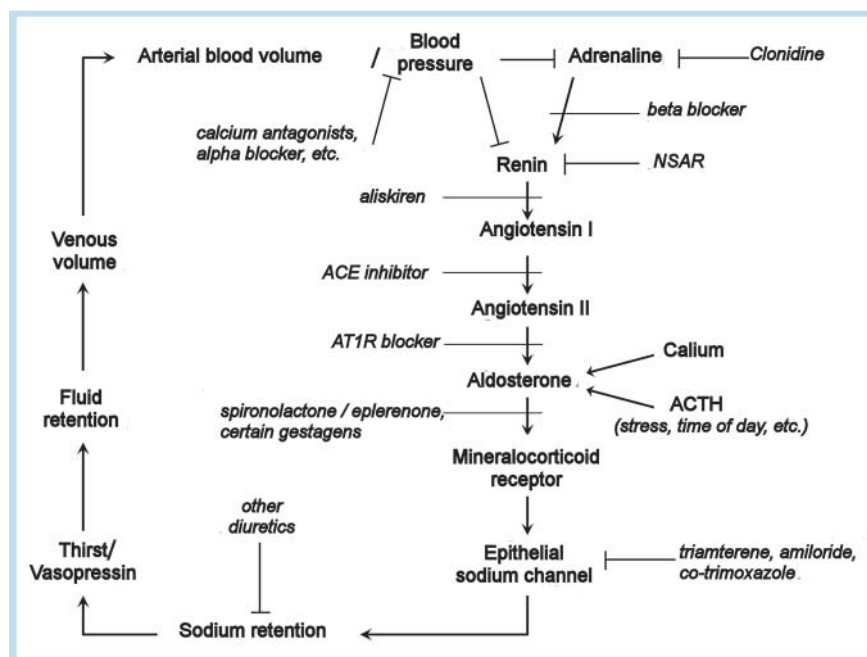 Arterial blood volume / Blood pressure Adrenaline Clonidine
calcium antagonists,
alpha blocker, etc.
beta blocker
Renin NSAR
aliskiren
Angiotensin I
Venous
volume
ACE inhibitor
Angiotensin II
AT1R blocker
Calium
Aldosterone
Fluid
retention
spironolactone / eplerenone,
certain gestagens
ACTH
(stress, time of day, etc.)
Mineralocorticoid
receptor
other
diuretics
Thirst/
Vasopressin
Epithelial
sodium channel
triamterene, amiloride,
co-trimoxazole
Sodium retention